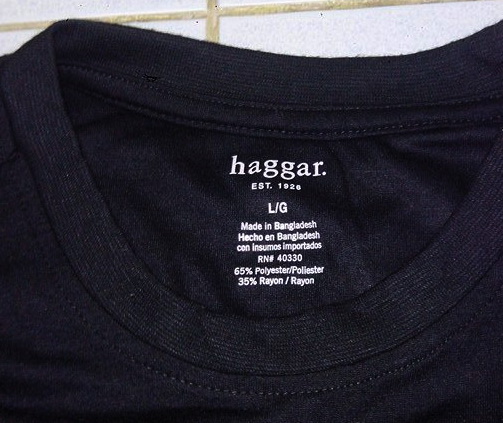 haggar.
EST. 1926
L/G
Made in Bangladesh
Hecho en Bangladesh
con insumos importados
RN# 40330
65% Polyester/Poliester
35% Rayon / Rayon